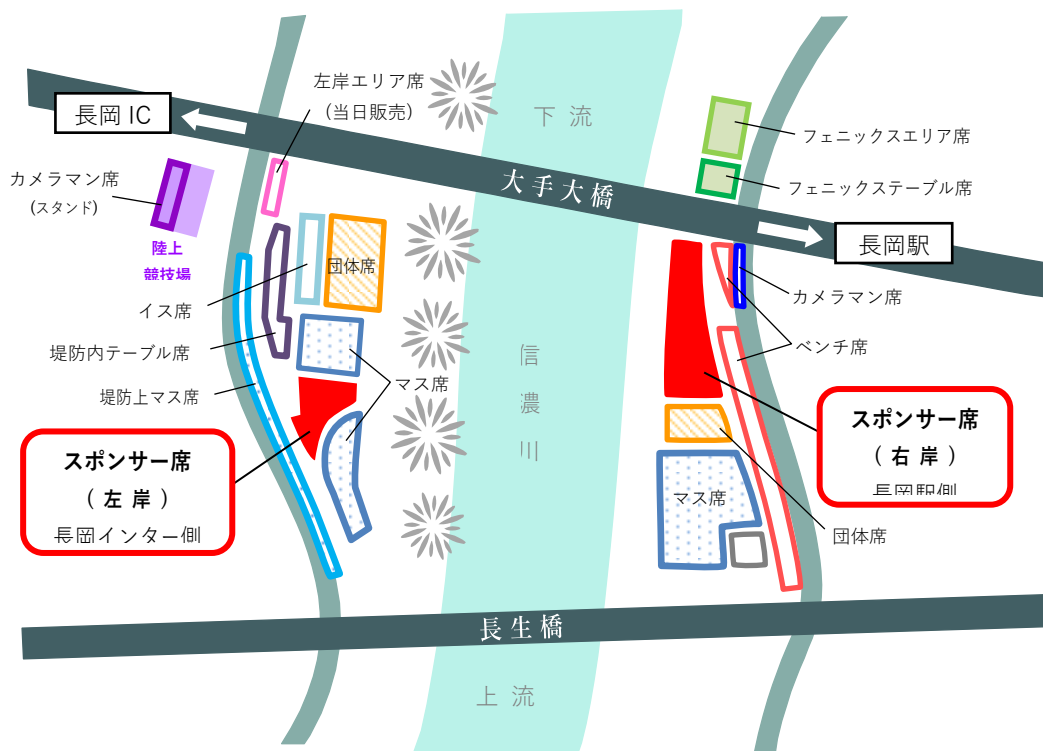 左岸エリア席
(当日販売)
長岡 IC
下 流
フェニックスエリア席
カメラマン席
(スタンド)
大手大橋
フェニックステーブル席
陸上
競技場
団体席
長岡駅
イス席
カメラマン席
堤防内テーブル席
ベンチ席
堤防上マス席
マス席
信
濃
川
スポンサー席
( 左 岸 )
長岡インター側
スポンサー席
( 右 岸 )
長岡駅側
マス席
団体席
長生橋
上 流